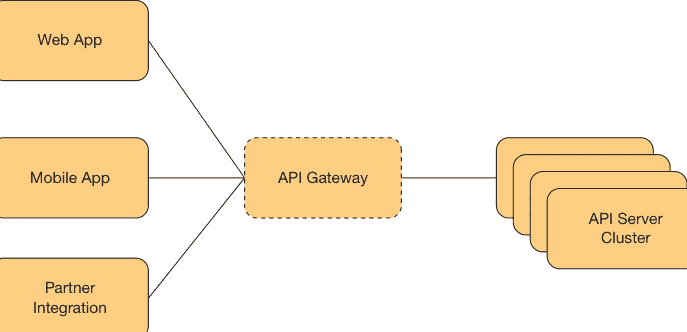 Web App
Mobile App
API Gateway
API Server
Cluster
Partner
Integration